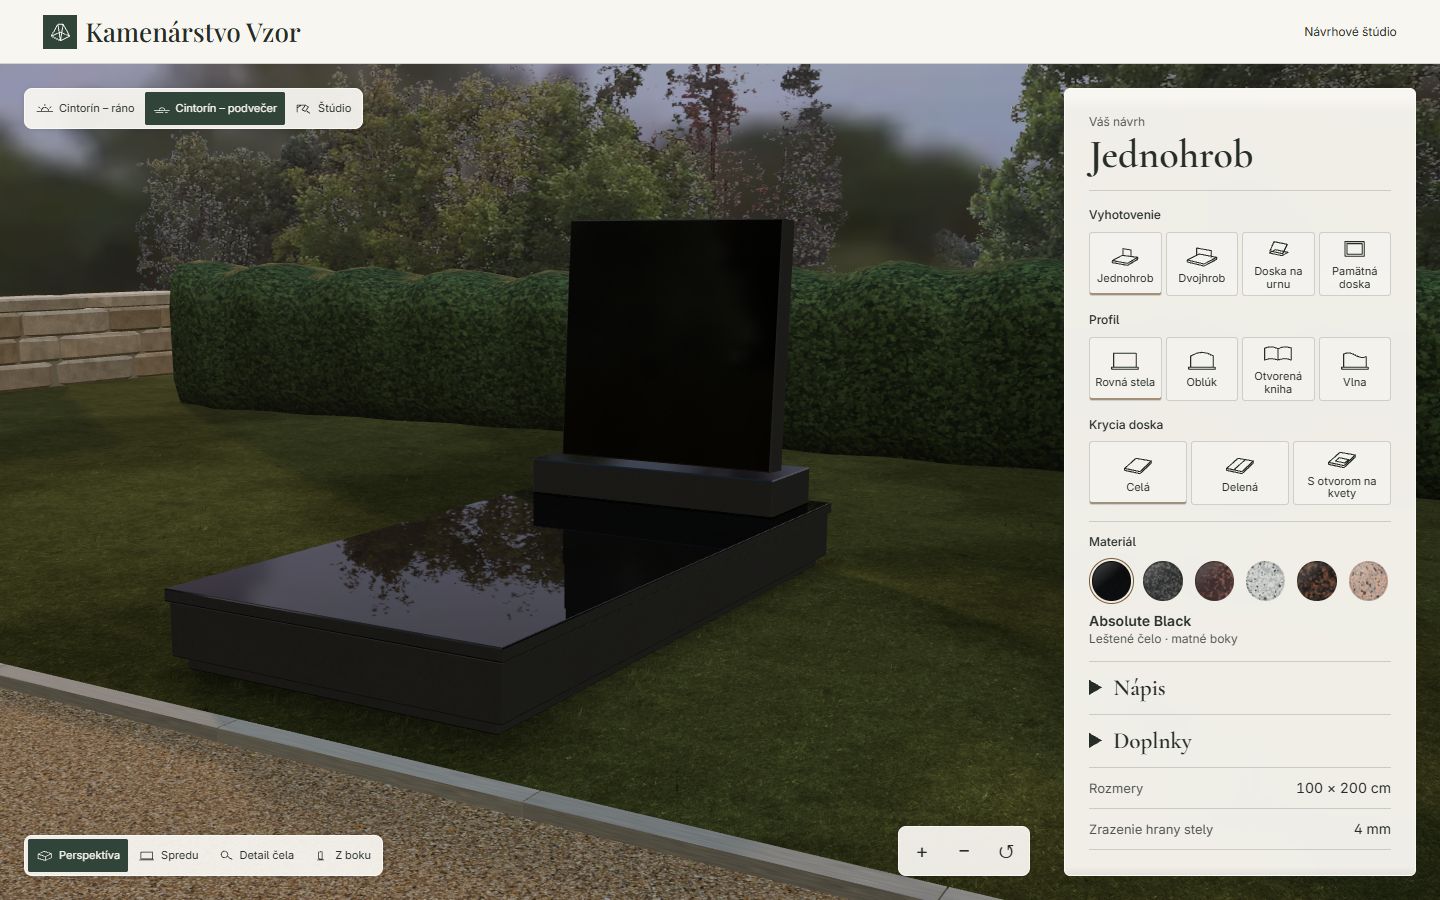 Kamenárstvo Vzor
Návrhové štúdio
Cintorín – ráno
Cintorín – podvečer
Štúdio
Váš návrh
Jednohrob
Vyhotovenie
Jednohrob
Dvojhrob
Doska na
urnu
Pamätná
doska
Profil
Rovná stela
Oblúk
Otvorená
kniha
Vlna
Krycia doska
Celá
Delená
S otvorom na
kvety
Materiál
Absolute Black
Leštené čelo · matné boky
Nápis
Doplnky
Rozmery
100 × 200 cm
Zrazenie hrany stely
4 mm
Perspektíva
Spredu
Detail čela
Z boku
+
−